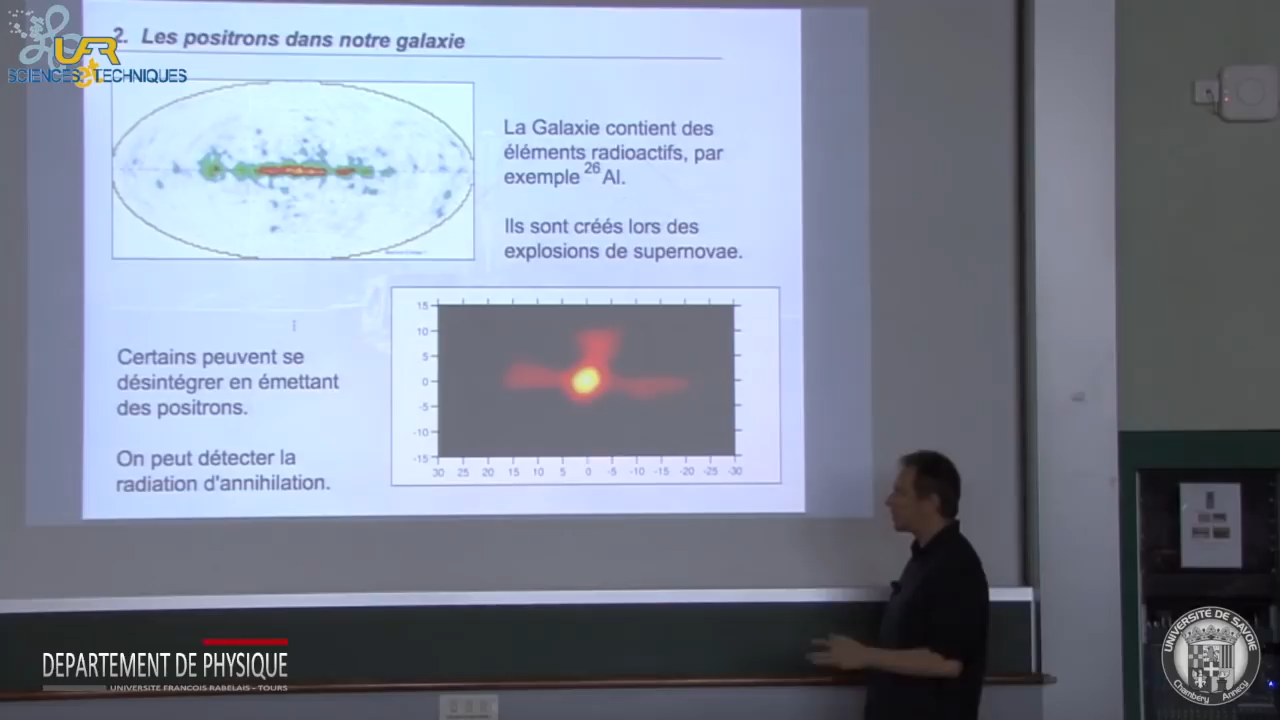 2. Les positrons dans notre galaxie
UFR
SCIENCES et TECHNIQUES
La Galaxie contient des
éléments radioactifs, par
exemple 26Al.
Ils sont créés lors des
explosions de supernovae.
Certains peuvent se
désintégrer en émettant
des positrons.
On peut détecter la
radiation d'annihilation.
15
10
5
0
-5
-10
-15
30 25 20 15 10 5 0 -5 -10 -15 -20 -25 -30
DEPARTEMENT DE PHYSIQUE
UNIVERSITE FRANCOIS RABELAIS - TOURS
UNIVERSITE DE SAVOIE
Chambéry Annecy